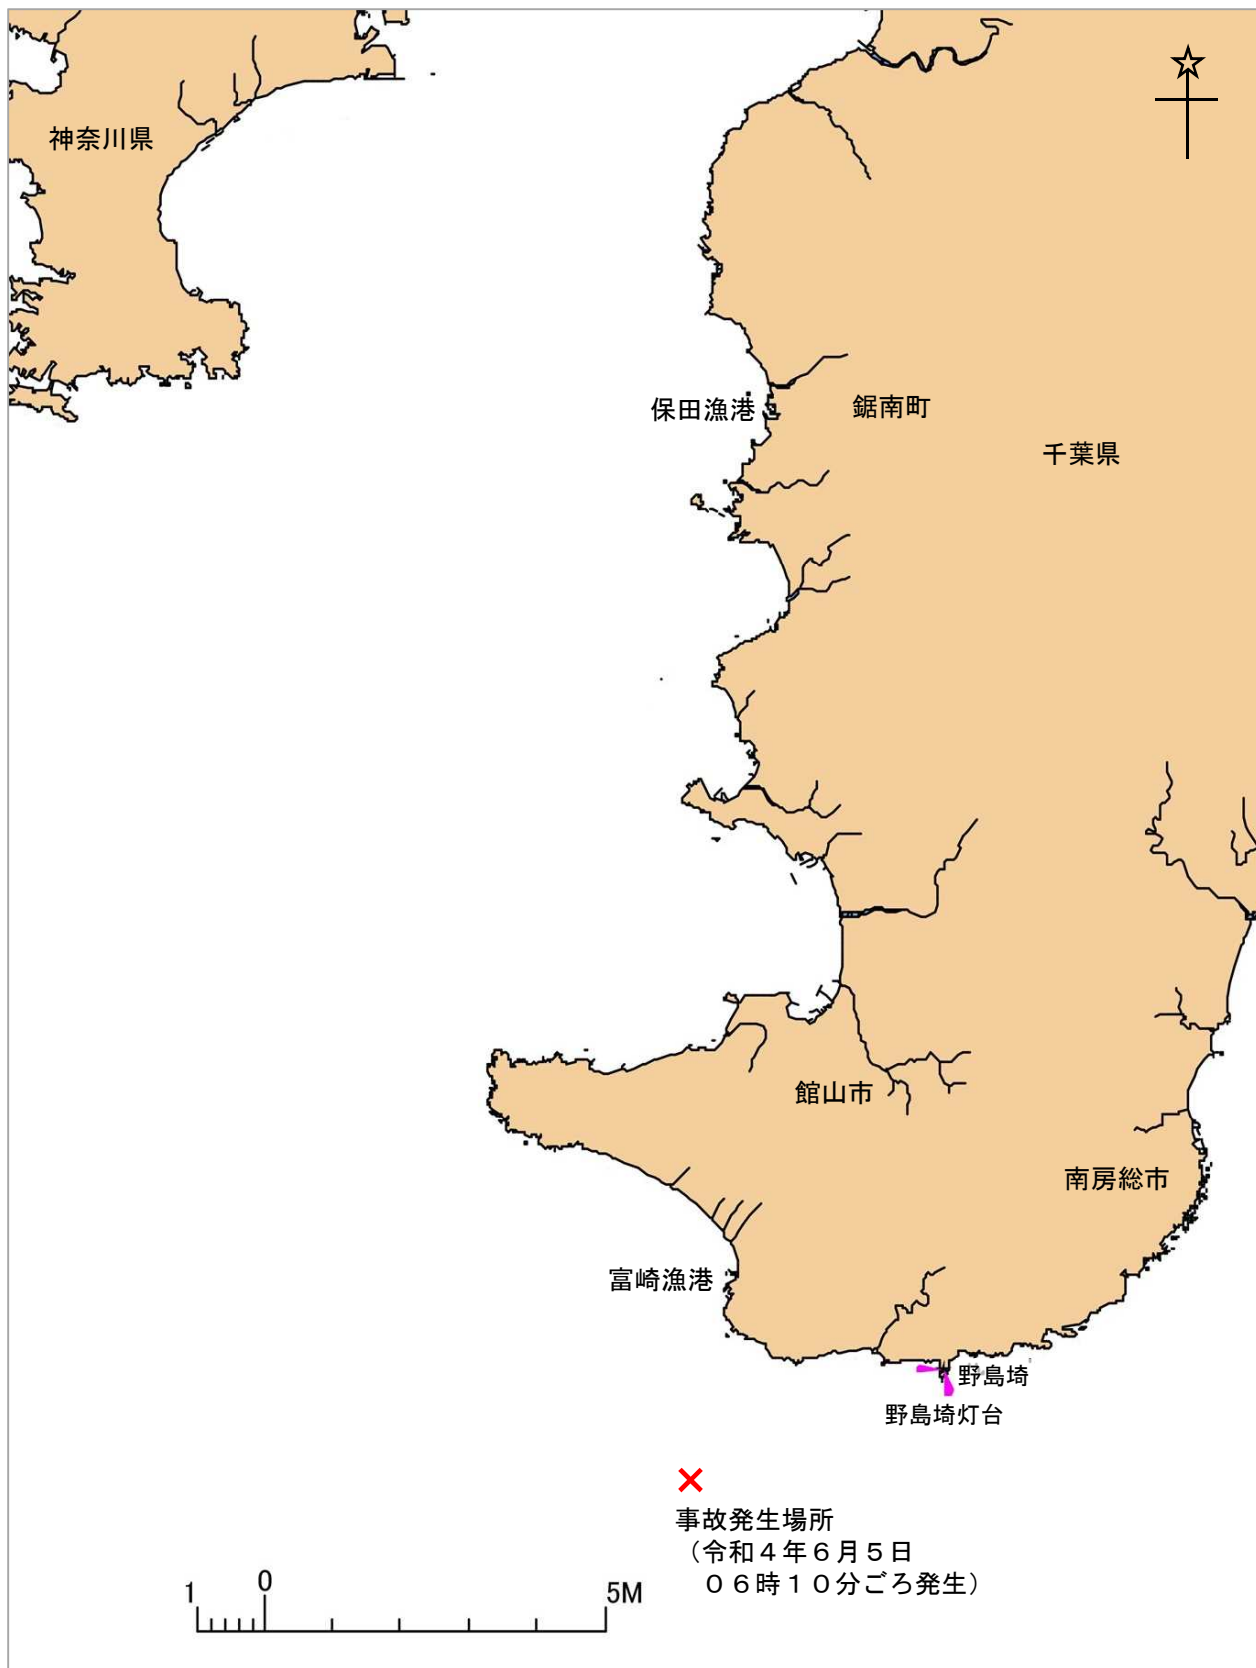 神奈川県
保田漁港
鋸南町
千葉県
館山市
南房総市
富崎漁港
野島埼
野島埼灯台
事故発生場所
（令和４年６月５日
０６時１０分ごろ発生）
1 0 5M